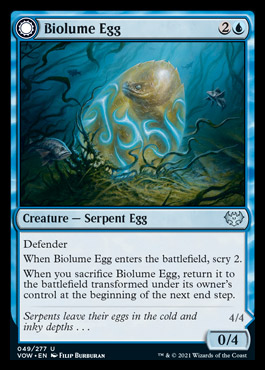 Biolume Egg 2
Creature — Serpent Egg
Defender
When Biolume Egg enters the battlefield, scry 2.
When you sacrifice Biolume Egg, return it to
the battlefield transformed under its owner's
control at the beginning of the next end step.
Serpents leave their eggs in the cold and
inky depths . . .
4/4
0/4
049/277 U
VOW • EN Filip Burburan
™ & © 2021 Wizards of the Coast